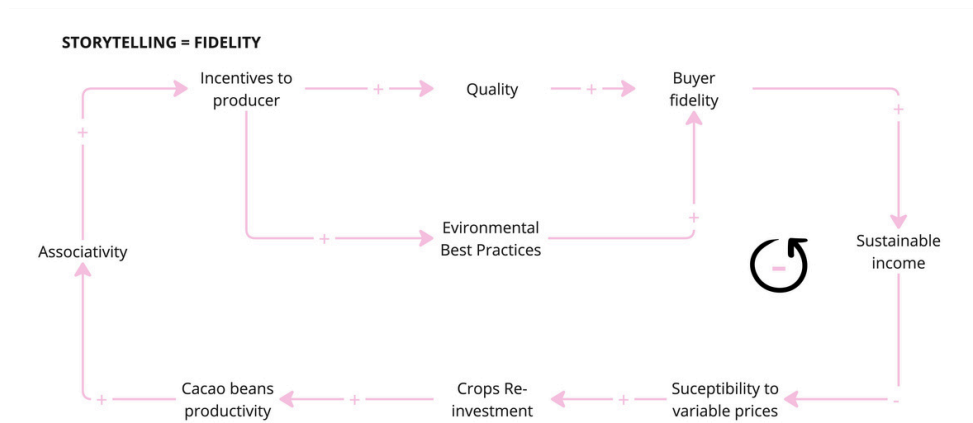 STORYTELLING = FIDELITY
Incentives to
producer
+
Quality
+
Buyer
fidelity
+
+
Associativity
+
Evironmental
Best Practices
+
-
Sustainable
income
Cacao beans
productivity
+
+
Crops Re-
investment
+
Suceptibility to
variable prices
-